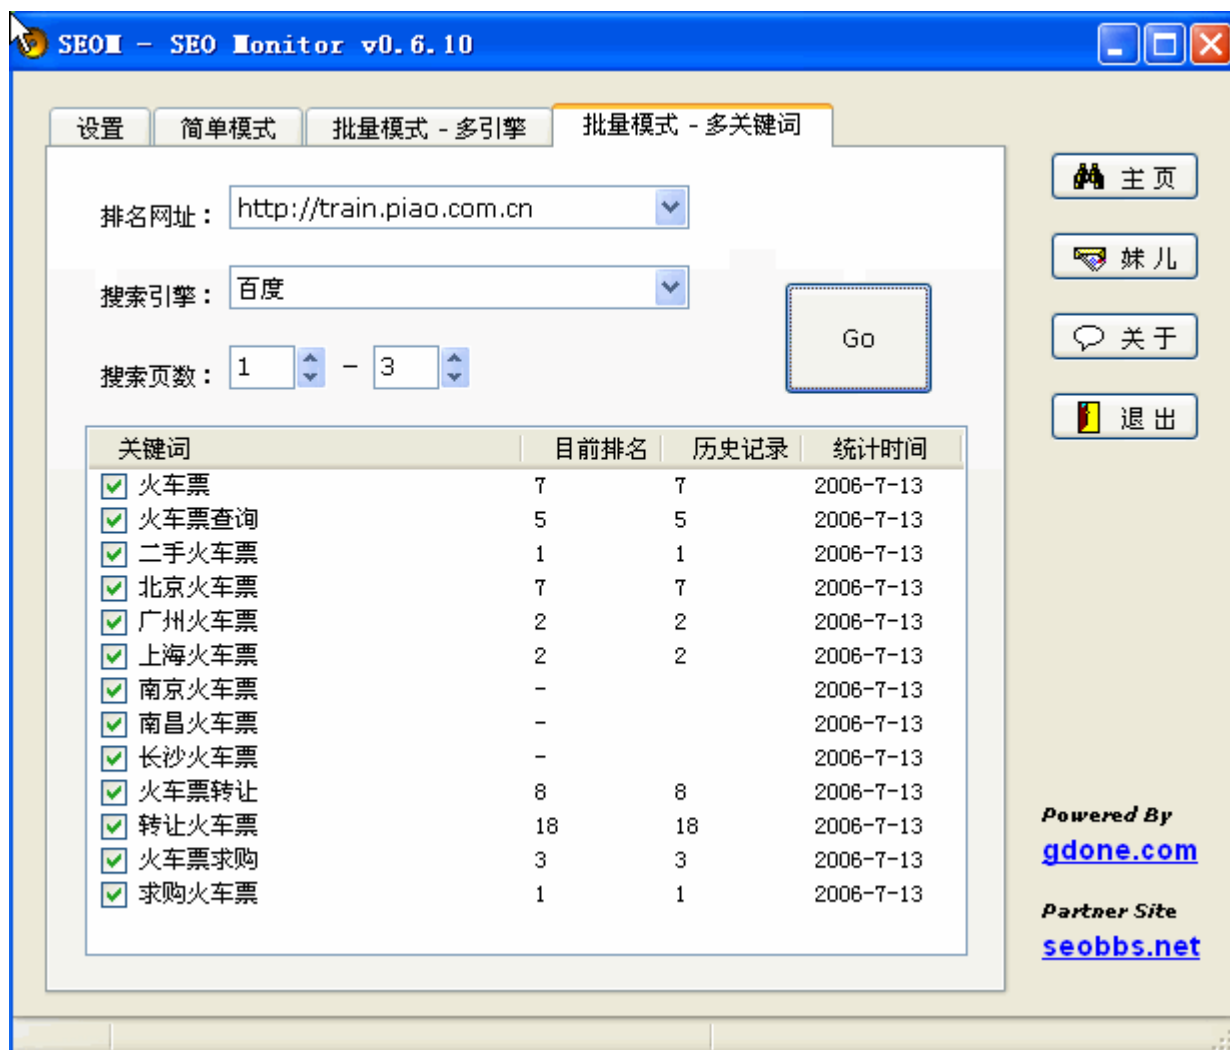 SEOM - SEO Monitor v0.6.10
设置 简单模式 批量模式 - 多引擎 批量模式 - 多关键词
排名网址： http://train.piao.com.cn
搜索引擎： 百度
搜索页数： 1 - 3
Go
主页
妹儿
关于
退出
关键词 目前排名 历史记录 统计时间
火车票 7 7 2006-7-13
火车票查询 5 5 2006-7-13
二手火车票 1 1 2006-7-13
北京火车票 7 7 2006-7-13
广州火车票 2 2 2006-7-13
上海火车票 2 2 2006-7-13
南京火车票 - 2006-7-13
南昌火车票 - 2006-7-13
长沙火车票 - 2006-7-13
火车票转让 8 8 2006-7-13
转让火车票 18 18 2006-7-13
火车票求购 3 3 2006-7-13
求购火车票 1 1 2006-7-13
Powered By
gdone.com
Partner Site
seobbs.net